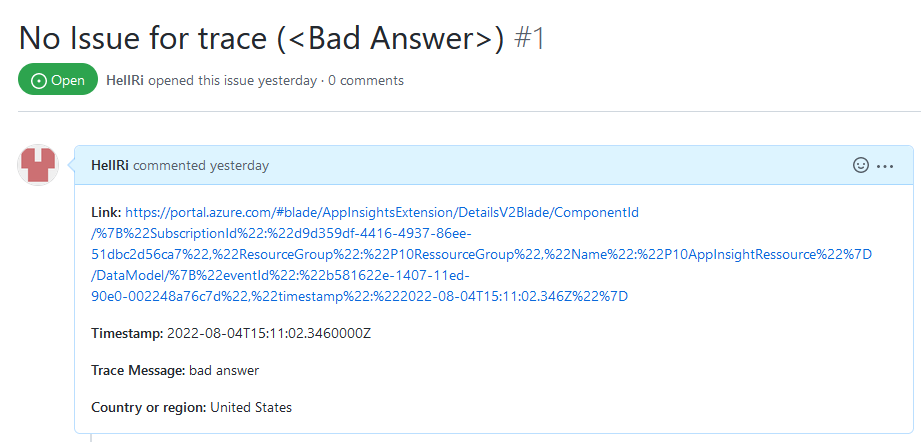 No Issue for trace (<Bad Answer>) #1
Open HellRi opened this issue yesterday · 0 comments
HellRi commented yesterday
Link: https://portal.azure.com/#blade/AppInsightsExtension/DetailsV2Blade/ComponentId
/%7B%22SubscriptionId%22:%22d9d359df-4416-4937-86ee-
51dbc2d56ca7%22,%22ResourceGroup%22:%22P10RessourceGroup%22,%22Name%22:%22P10AppInsightRessource%22%7D
/DataModel/%7B%22eventId%22:%22b581622e-1407-11ed-
90e0-002248a76c7d%22,%22timestamp%22:%222022-08-04T15:11:02.346Z%22%7D
Timestamp: 2022-08-04T15:11:02.3460000Z
Trace Message: bad answer
Country or region: United States